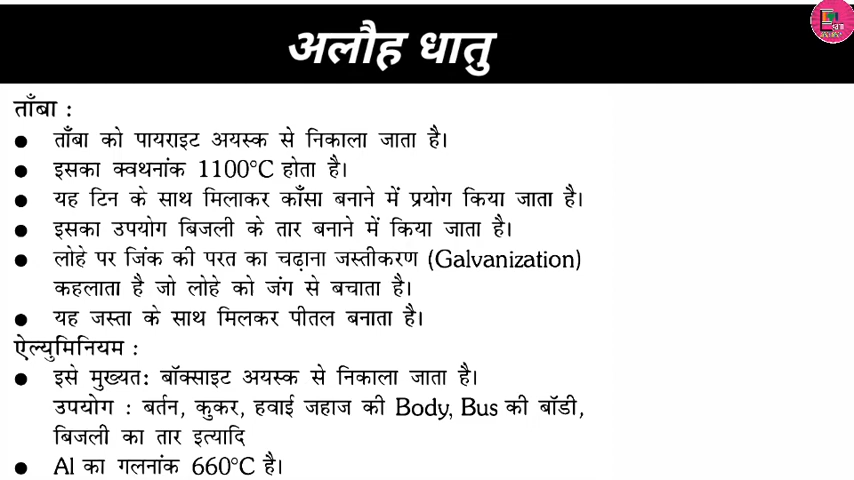 अलौह धातु
ताँबा :
● ताँबा को पायराइट अयस्क से निकाला जाता है।
● इसका क्वथनांक 1100°C होता है।
● यह टिन के साथ मिलाकर काँसा बनाने में प्रयोग किया जाता है।
● इसका उपयोग बिजली के तार बनाने में किया जाता है।
● लोहे पर जिंक की परत का चढ़ाना जस्तीकरण (Galvanization)
कहलाता है जो लोहे को जंग से बचाता है।
● यह जस्ता के साथ मिलकर पीतल बनाता है।
ऐल्युमिनियम :
● इसे मुख्यत: बॉक्साइट अयस्क से निकाला जाता है।
उपयोग : बर्तन, कुकर, हवाई जहाज की Body, Bus की बॉडी,
बिजली का तार इत्यादि
● Al का गलनांक 660°C है।